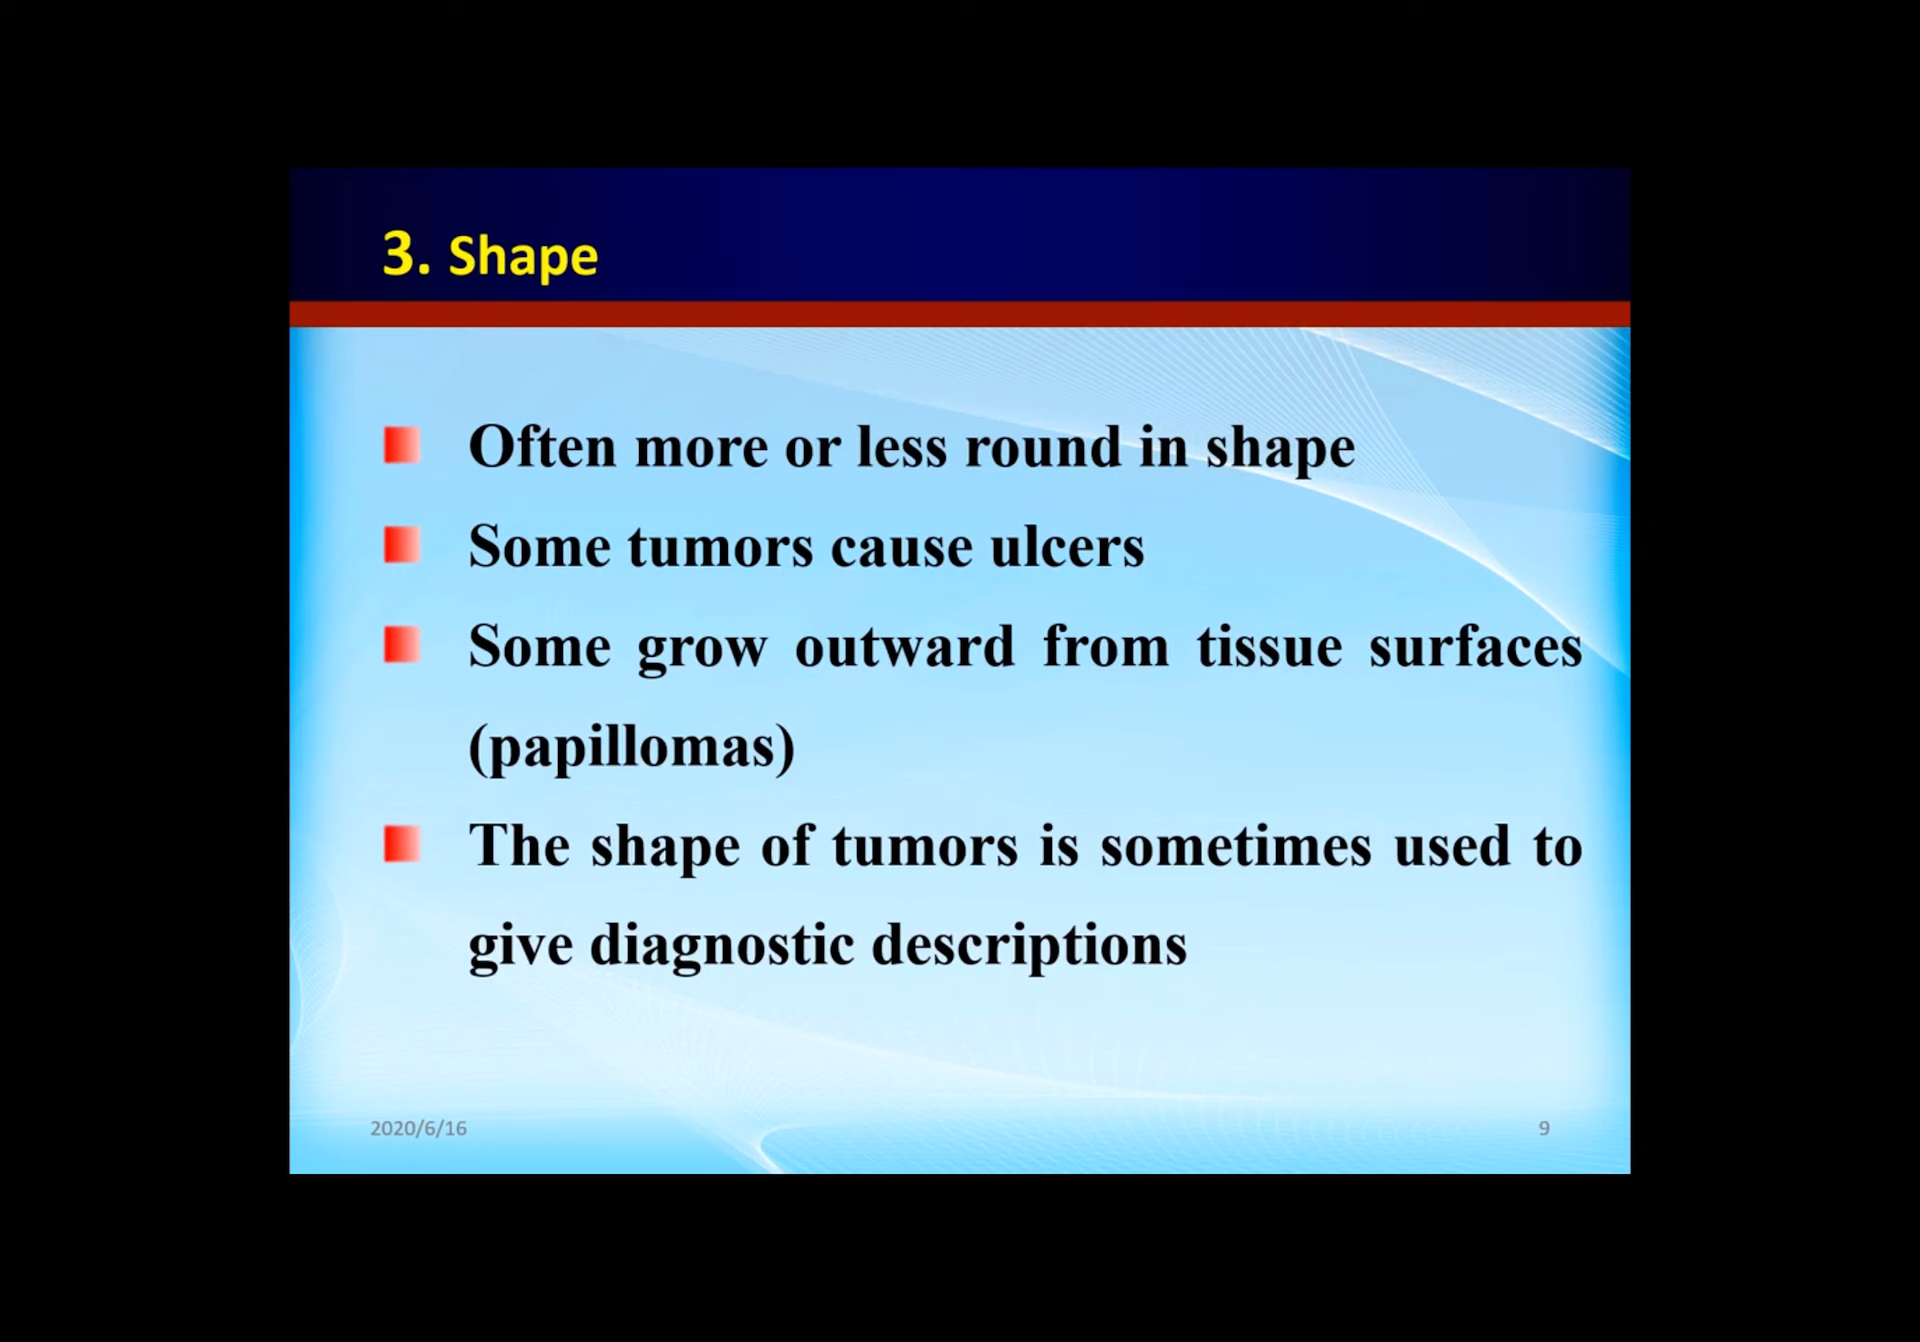 3. Shape
Often more or less round in shape
Some tumors cause ulcers
Some grow outward from tissue surfaces
(papillomas)
The shape of tumors is sometimes used to
give diagnostic descriptions
2020/6/16
9